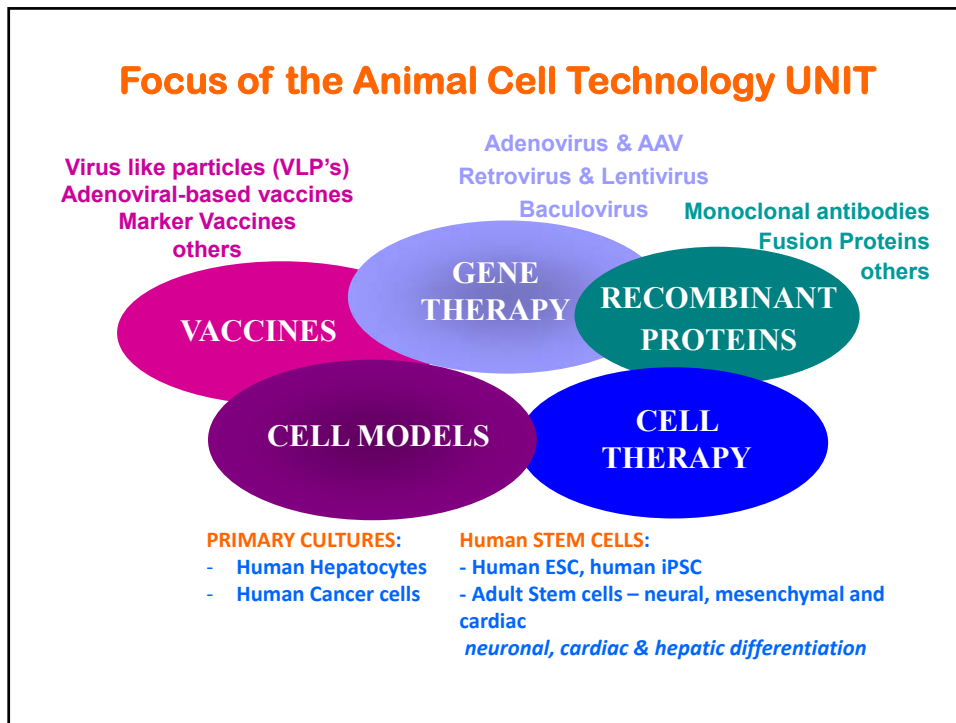 Focus of the Animal Cell Technology UNIT
Adenovirus & AAV
Retrovirus & Lentivirus
Baculovirus
Virus like particles (VLP's)
Adenoviral-based vaccines
Marker Vaccines
others
Monoclonal antibodies
Fusion Proteins
others
GENE
THERAPY
VACCINES
RECOMBINANT
PROTEINS
CELL MODELS
CELL
THERAPY
PRIMARY CULTURES:
- Human Hepatocytes
- Human Cancer cells
Human STEM CELLS:
- Human ESC, human iPSC
- Adult Stem cells – neural, mesenchymal and
cardiac
neuronal, cardiac & hepatic differentiation